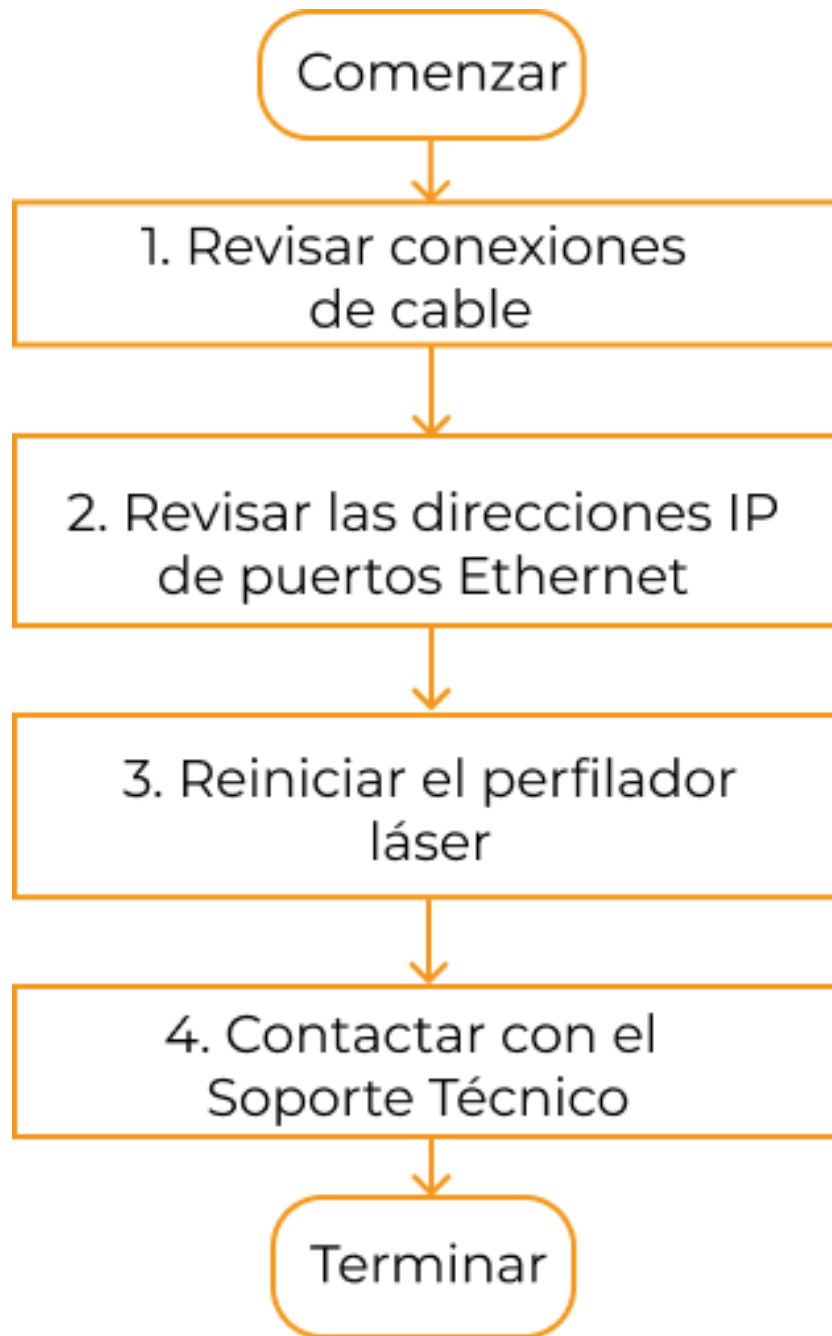 Comenzar
1. Revisar conexiones
de cable
2. Revisar las direcciones IP
de puertos Ethernet
3. Reiniciar el perfilador
láser
4. Contactar con el
Soporte Técnico
Terminar